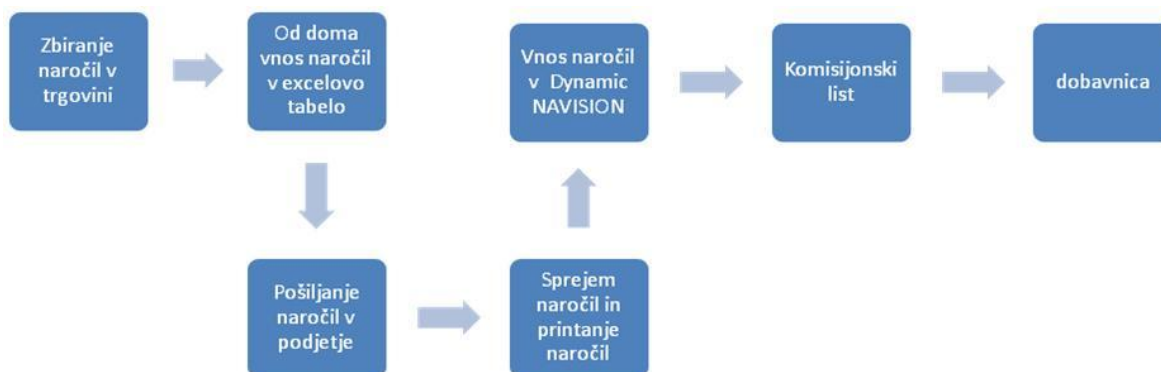 Zbiranje
naročil v
trgovini
Od doma
vnos naročil
v excelovo
tabelo
Pošiljanje
naročil v
podjetje
Sprejem
naročil in
printanje
naročil
Vnos naročil
v Dynamic
NAVISION
Komisijonski
list
dobavnica